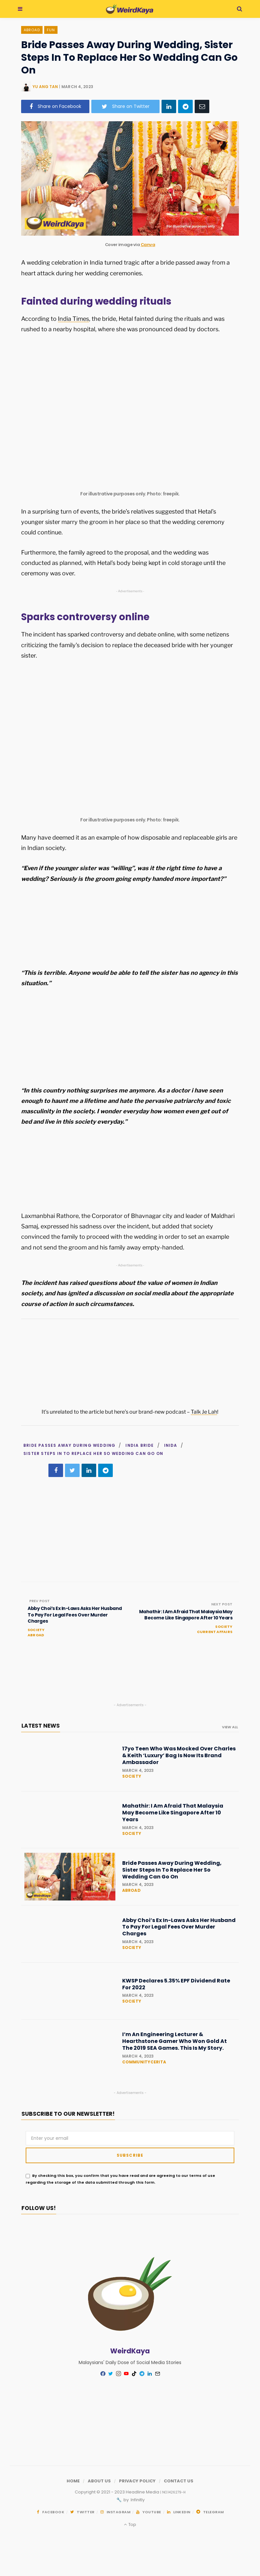 WeirdKaya
ABROAD FUN
Bride Passes Away During Wedding, Sister
Steps In To Replace Her So Wedding Can Go
On
YU ANN TAN | MARCH 4, 2023
Share on Facebook Share on Twitter
WeirdKaya
For illustrative purposes only.
Cover image via Canva
A wedding celebration in India turned tragic after a bride passed away from a
heart attack during her wedding ceremonies.
Fainted during wedding rituals
According to India Times, the bride, Hetal fainted during the rituals and was
rushed to a nearby hospital, where she was pronounced dead by doctors.
For illustrative purposes only. Photo: freepik.
In a surprising turn of events, the bride's relatives suggested that Hetal's
younger sister marry the groom in her place so that the wedding ceremony
could continue.
Furthermore, the family agreed to the proposal, and the wedding was
conducted as planned, with Hetal's body being kept in cold storage until the
ceremony was over.
- Advertisements -
Sparks controversy online
The incident has sparked controversy and debate online, with some netizens
criticizing the family's decision to replace the deceased bride with her younger
sister.
For illustrative purposes only. Photo: freepik.
Many have deemed it as an example of how disposable and replaceable girls are
in Indian society.
“Even if the younger sister was “willing”, was it the right time to have a
wedding? Seriously is the groom going empty handed more important?”
“This is terrible. Anyone would be able to tell the sister has no agency in this
situation.”
“In this country nothing surprises me anymore. As a doctor i have seen
enough to haunt me a lifetime and hate the pervasive patriarchy and toxic
masculinity in the society. I wonder everyday how women even get out of
bed and live in this society everyday.”
Laxmanbhai Rathore, the Corporator of Bhavnagar city and leader of Maldhari
Samaj, expressed his sadness over the incident, but added that society
convinced the family to proceed with the wedding in order to set an example
and not send the groom and his family away empty-handed.
- Advertisements -
The incident has raised questions about the value of women in Indian
society, and has ignited a discussion on social media about the appropriate
course of action in such circumstances.
It's unrelated to the article but here's our brand-new podcast – Talk Je Lah!
BRIDE PASSES AWAY DURING WEDDING / INDIA BRIDE / INIDA /
SISTER STEPS IN TO REPLACE HER SO WEDDING CAN GO ON
PREV POST
Abby Choi's Ex In-Laws Asks Her Husband
To Pay For Legal Fees Over Murder
Charges
SOCIETY
ABROAD
NEXT POST
Mahathir: I Am Afraid That Malaysia May
Become Like Singapore After 10 Years
SOCIETY
CURRENT AFFAIRS
- Advertisements -
LATEST NEWS
VIEW ALL
17yo Teen Who Was Mocked Over Charles
& Keith ‘Luxury’ Bag Is Now Its Brand
Ambassador
MARCH 4, 2023
SOCIETY
Mahathir: I Am Afraid That Malaysia
May Become Like Singapore After 10
Years
MARCH 4, 2023
SOCIETY
Bride Passes Away During Wedding,
Sister Steps In To Replace Her So
Wedding Can Go On
MARCH 4, 2023
ABROAD
Abby Choi's Ex In-Laws Asks Her Husband
To Pay For Legal Fees Over Murder
Charges
MARCH 4, 2023
SOCIETY
KWSP Declares 5.35% EPF Dividend Rate
For 2022
MARCH 4, 2023
SOCIETY
I'm An Engineering Lecturer &
Hearthstone Gamer Who Won Gold At
The 2019 SEA Games. This Is My Story.
MARCH 4, 2023
COMMUNITYCERITA
- Advertisements -
SUBSCRIBE TO OUR NEWSLETTER!
Enter your email
SUBSCRIBE
By checking this box, you confirm that you have read and are agreeing to our terms of use
regarding the storage of the data submitted through this form.
FOLLOW US!
WeirdKaya
Malaysians' Daily Dose of Social Media Stories
HOME / ABOUT US / PRIVACY POLICY / CONTACT US
by Infinility
FACEBOOK TWITTER INSTAGRAM YOUTUBE LINKEDIN TELEGRAM
Top